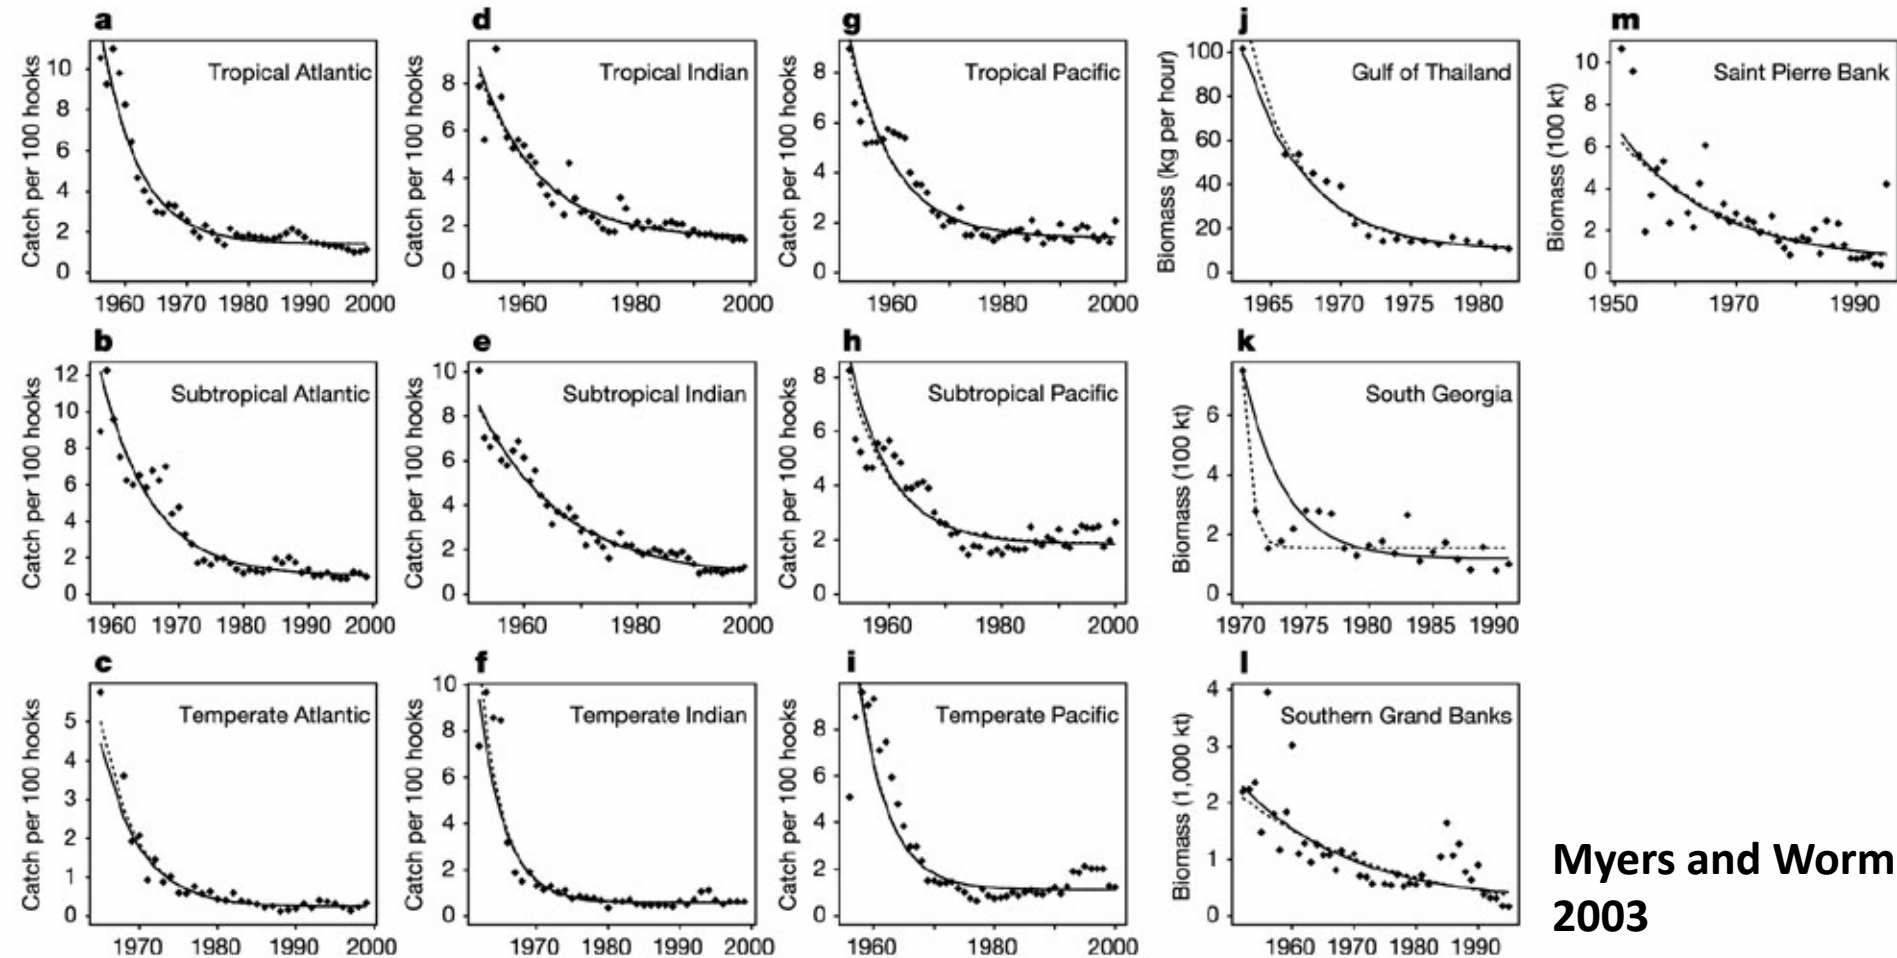 a
Catch per 100 hooks
Tropical Atlantic
10
8
6
4
2
0
1960 1970 1980 1990 2000
d
Catch per 100 hooks
Tropical Indian
8
6
4
2
0
1960 1980 2000
g
Catch per 100 hooks
Tropical Pacific
8
6
4
2
0
1960 1980 2000
j
Biomass (kg per hour)
Gulf of Thailand
100
80
60
40
20
0
1965 1970 1975 1980
m
Biomass (100 kt)
Saint Pierre Bank
10
8
6
4
2
0
1950 1970 1990
b
Catch per 100 hooks
Subtropical Atlantic
12
10
8
6
4
2
0
1960 1970 1980 1990 2000
e
Catch per 100 hooks
Subtropical Indian
10
8
6
4
2
0
1960 1980 2000
h
Catch per 100 hooks
Subtropical Pacific
8
6
4
2
0
1960 1980 2000
k
Biomass (100 kt)
South Georgia
6
4
2
0
1970 1975 1980 1985 1990
c
Catch per 100 hooks
Temperate Atlantic
5
4
3
2
1
0
1970 1980 1990 2000
f
Catch per 100 hooks
Temperate Indian
10
8
6
4
2
0
1970 1980 1990 2000
i
Catch per 100 hooks
Temperate Pacific
8
6
4
2
0
1960 1980 2000
l
Biomass (1,000 kt)
Southern Grand Banks
4
3
2
1
0
1960 1970 1980 1990
Myers and Worm
2003